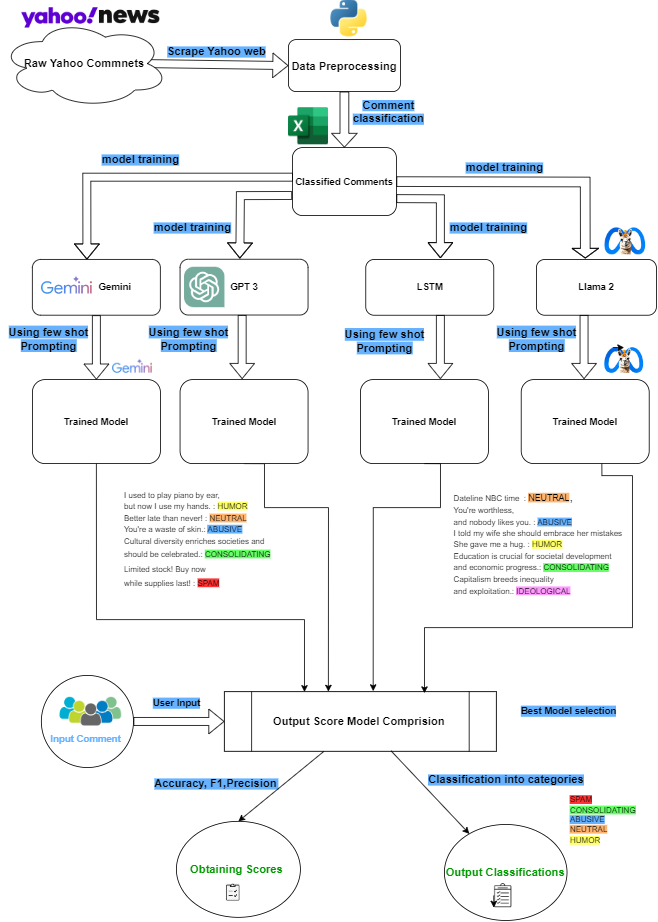 yahoo!news
Scrape Yahoo web
Raw Yahoo Commnets
Data Preprocessing
Comment
classification
X
model training
Classified Comments
model training
model training
model training
Gemini Gemini
GPT 3
LSTM
Llama 2
Using few shot
Prompting
Using few shot
Prompting
Using few shot
Prompting
Using few shot
Prompting
Gemini
Trained Model
Trained Model
Trained Model
Trained Model
I used to play piano by ear,
but now I use my hands. : HUMOR
Better late than never! : NEUTRAL
You're a waste of skin.: ABUSIVE
Cultural diversity enriches societies and
should be celebrated.: CONSOLIDATING
Limited stock! Buy now
while supplies last! : SPAM
Dateline NBC time : NEUTRAL,
You're worthless,
and nobody likes you. : ABUSIVE
I told my wife she should embrace her mistakes
She gave me a hug. : HUMOR
Education is crucial for societal development
and economic progress.: CONSOLIDATING
Capitalism breeds inequality
and exploitation.: IDEOLOGICAL
User Input
Input Comment
Output Score Model Comprision
Best Model selection
Accuracy, F1,Precision
Classification into categories
SPAM
CONSOLIDATING
ABUSIVE
NEUTRAL
HUMOR
Obtaining Scores
Output Classifications